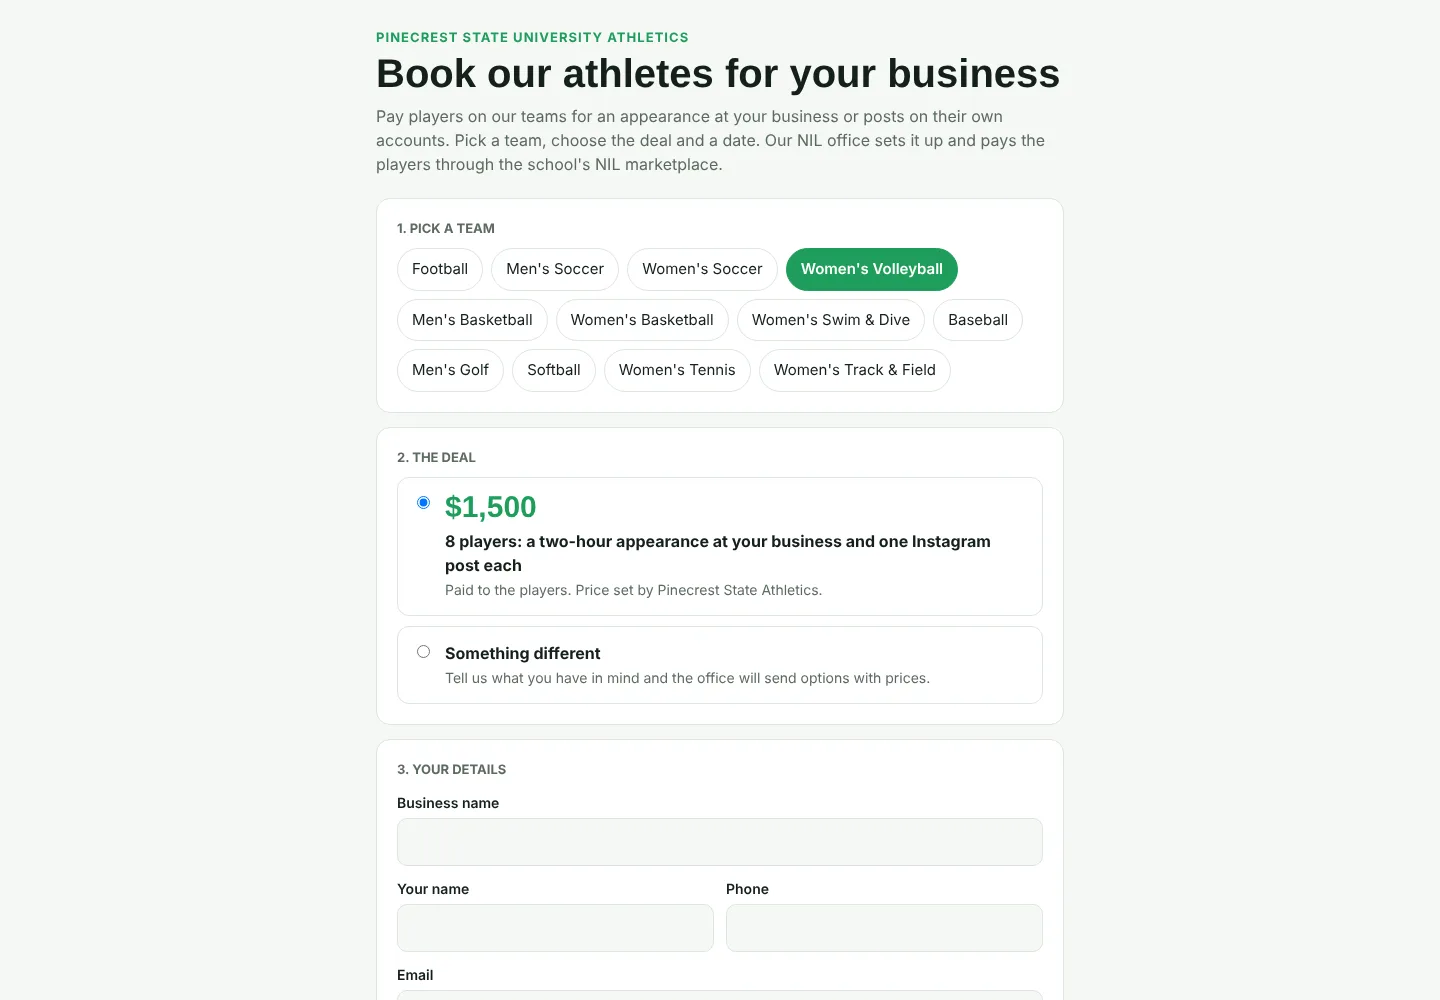 PINECREST STATE UNIVERSITY ATHLETICS
Book our athletes for your business
Pay players on our teams for an appearance at your business or posts on their own
accounts. Pick a team, choose the deal and a date. Our NIL office sets it up and pays the
players through the school's NIL marketplace.
1. PICK A TEAM
Football Men's Soccer Women's Soccer Women's Volleyball
Men's Basketball Women's Basketball Women's Swim & Dive Baseball
Men's Golf Softball Women's Tennis Women's Track & Field
2. THE DEAL
$1,500
8 players: a two-hour appearance at your business and one Instagram
post each
Paid to the players. Price set by Pinecrest State Athletics.
Something different
Tell us what you have in mind and the office will send options with prices.
3. YOUR DETAILS
Business name
Your name Phone
Email